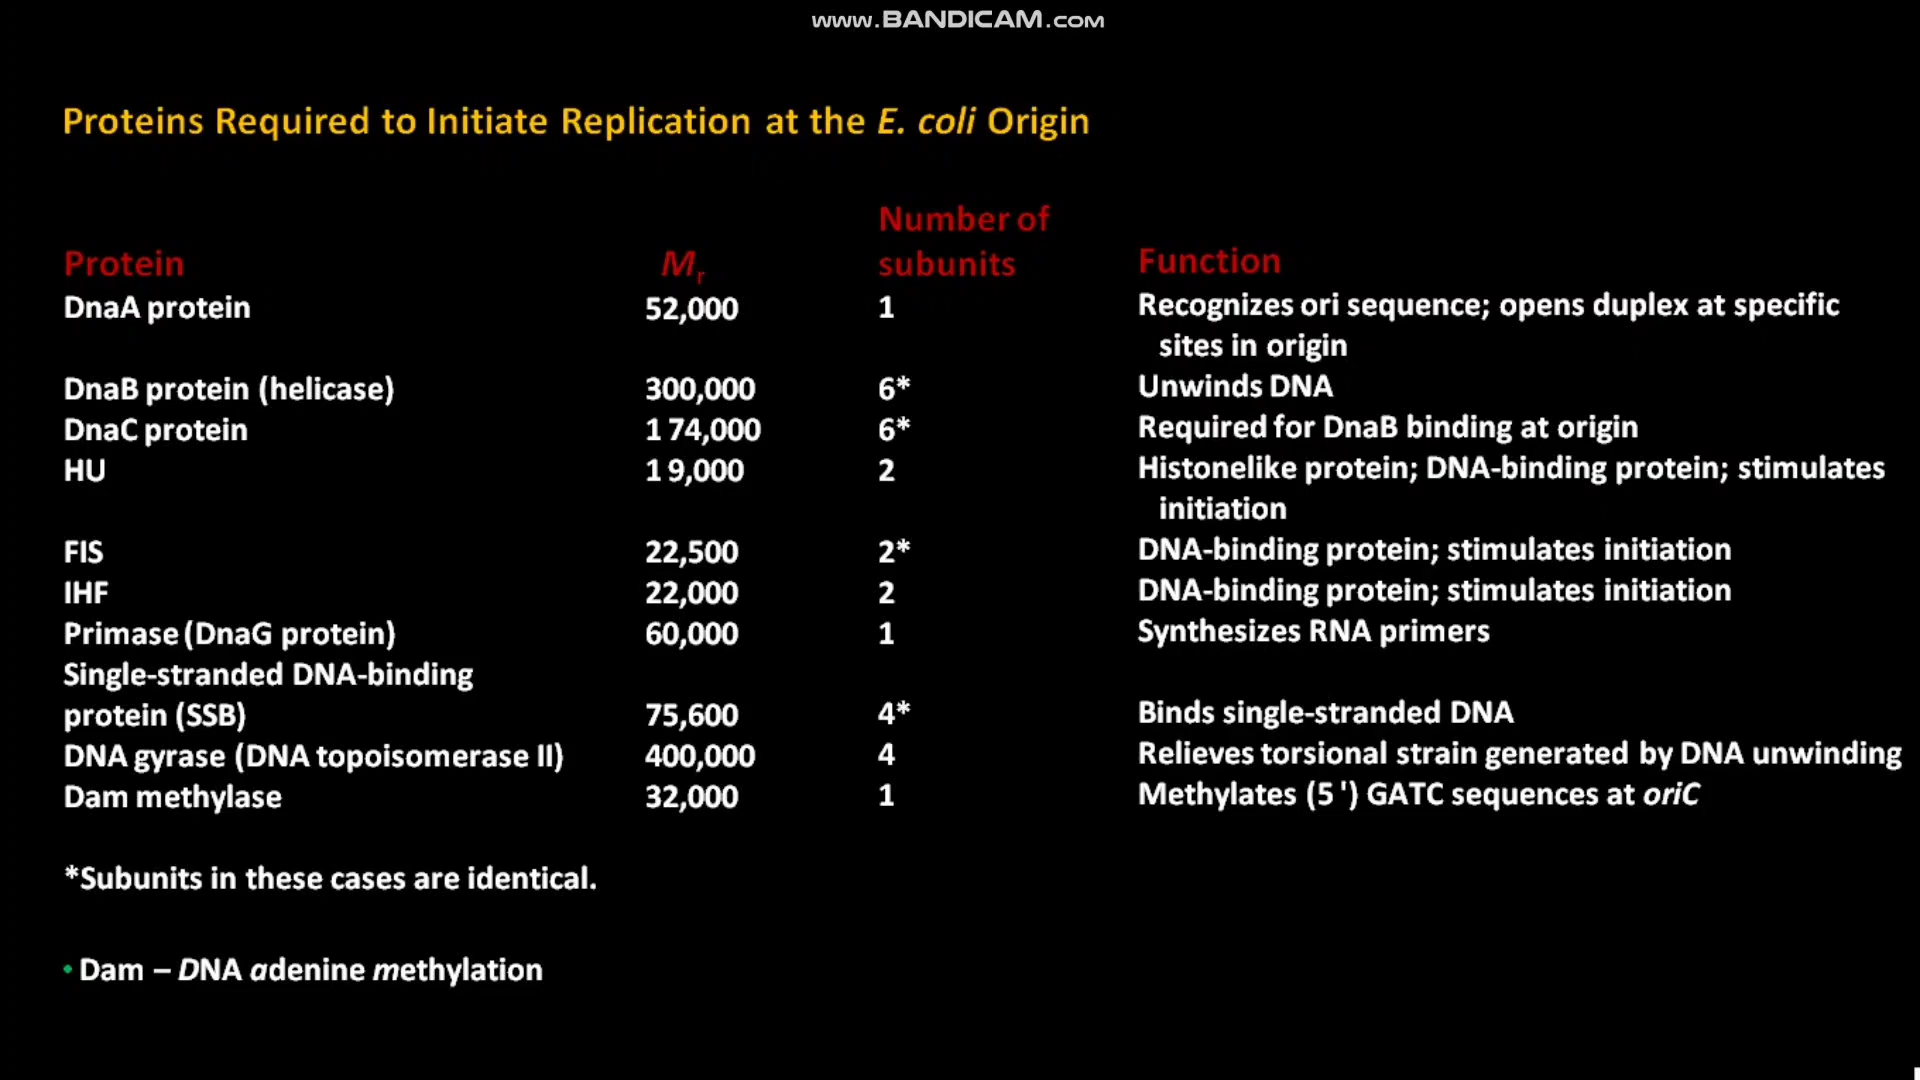 www.BANDICAM.com
Proteins Required to Initiate Replication at the E. coli Origin
Protein Mr Number of subunits Function
DnaA protein 52,000 1 Recognizes ori sequence; opens duplex at specific
sites in origin
DnaB protein (helicase) 300,000 6* Unwinds DNA
DnaC protein 1 74,000 6* Required for DnaB binding at origin
HU 1 9,000 2 Histonelike protein; DNA-binding protein; stimulates
initiation
FIS 22,500 2* DNA-binding protein; stimulates initiation
IHF 22,000 2 DNA-binding protein; stimulates initiation
Primase (DnaG protein) 60,000 1 Synthesizes RNA primers
Single-stranded DNA-binding
protein (SSB) 75,600 4* Binds single-stranded DNA
DNA gyrase (DNA topoisomerase II) 400,000 4 Relieves torsional strain generated by DNA unwinding
Dam methylase 32,000 1 Methylates (5 ') GATC sequences at oriC
*Subunits in these cases are identical.
• Dam – DNA adenine methylation